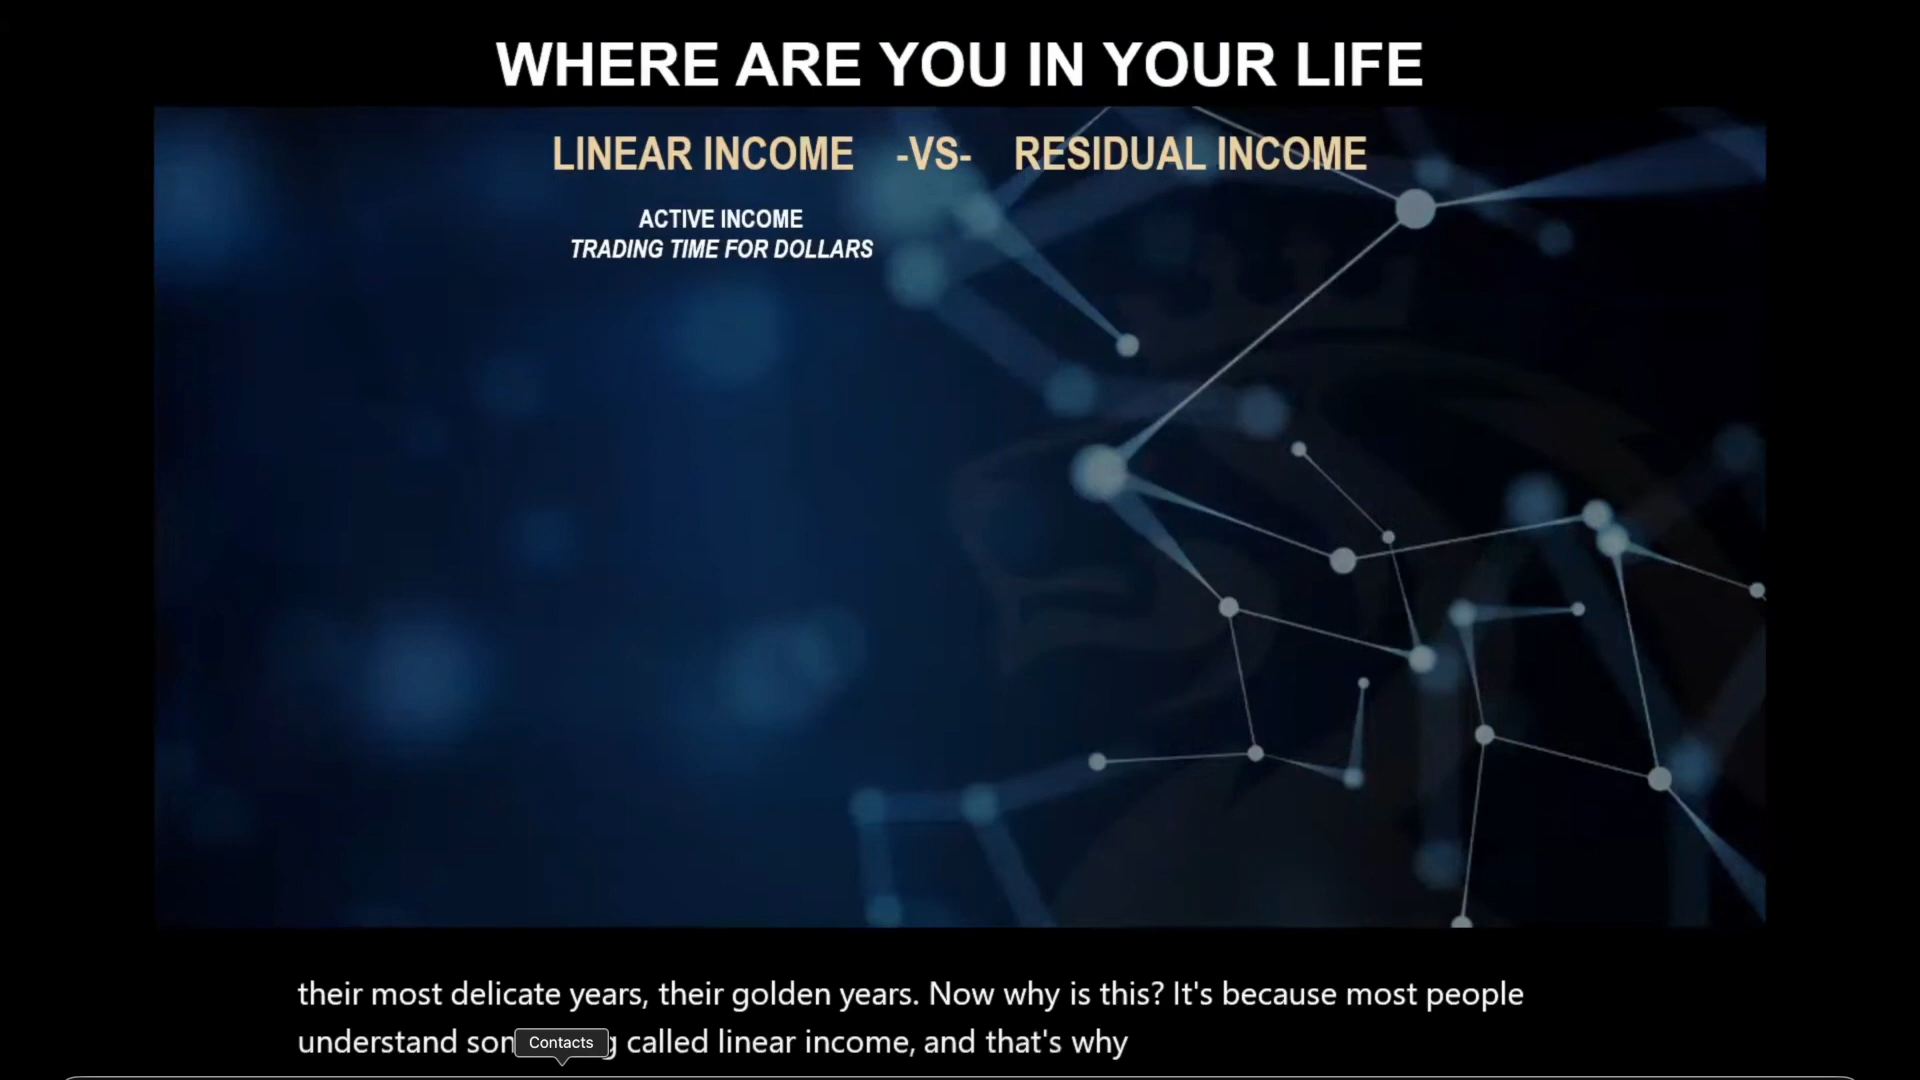 WHERE ARE YOU IN YOUR LIFE
LINEAR INCOME -VS- RESIDUAL INCOME
ACTIVE INCOME
TRADING TIME FOR DOLLARS
their most delicate years, their golden years. Now why is this? It's because most people
understand called linear income, and that's why
Contacts